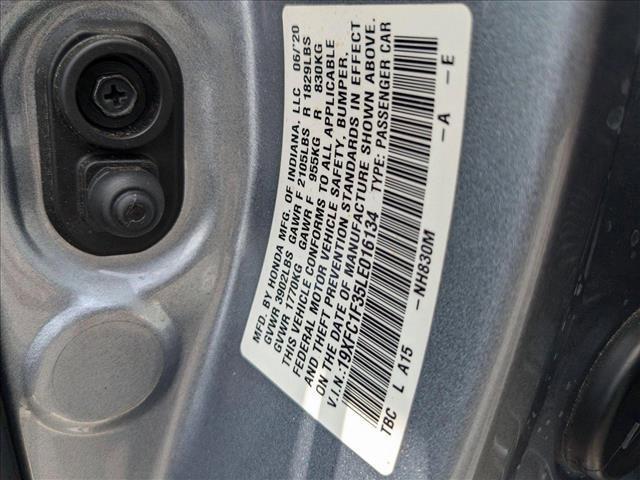 MFD. BY HONDA MFG. OF INDIANA, LLC 06/'20
GVWR 3902LBS GAWR F 2105LBS R 1829LBS
GVWR 1770KG GAWR F 955KG R 830KG
THIS VEHICLE CONFORMS TO ALL APPLICABLE
FEDERAL MOTOR VEHICLE SAFETY, BUMPER,
AND THEFT PREVENTION STANDARDS IN EFFECT
ON THE DATE OF MANUFACTURE SHOWN ABOVE.
V.I.N.:19XFC1F35LE016134 TYPE: PASSENGER CAR
TBC L A15 -NH830M -A -E